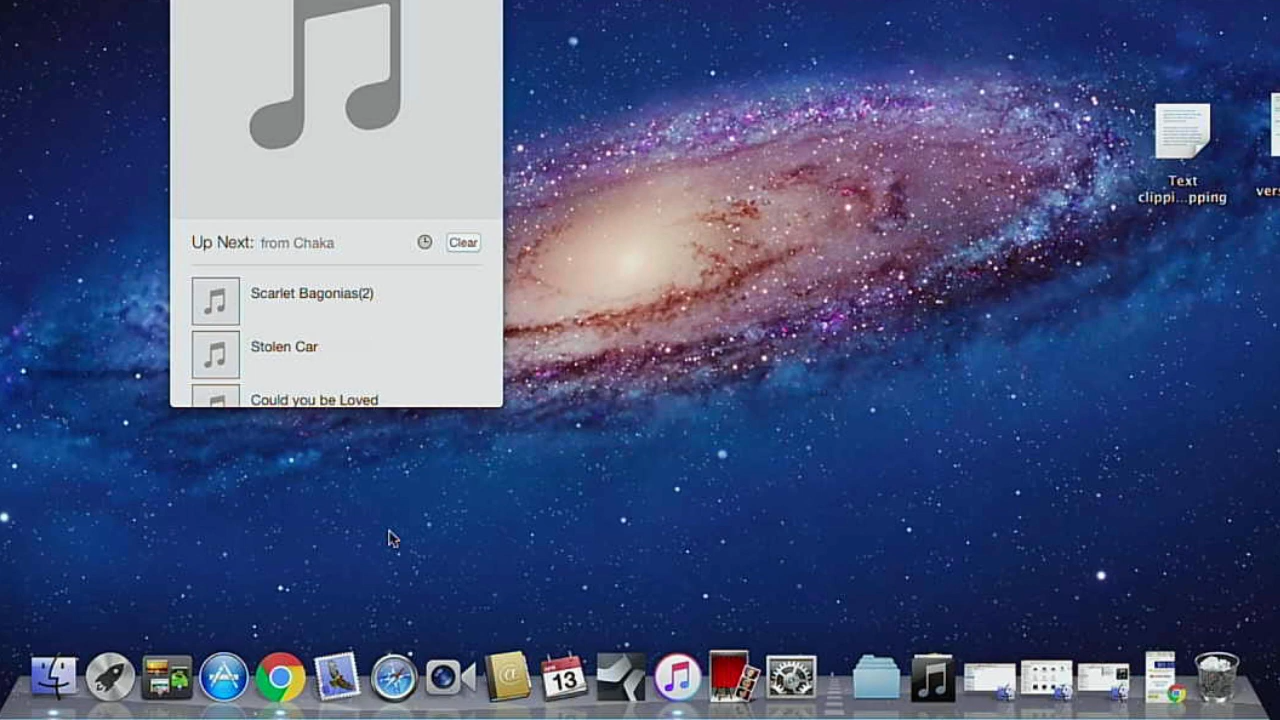 Up Next: from Chaka
Clear
Scarlet Bagonias(2)
Stolen Car
Could you be Loved
Text
clippi...pping
vers
13